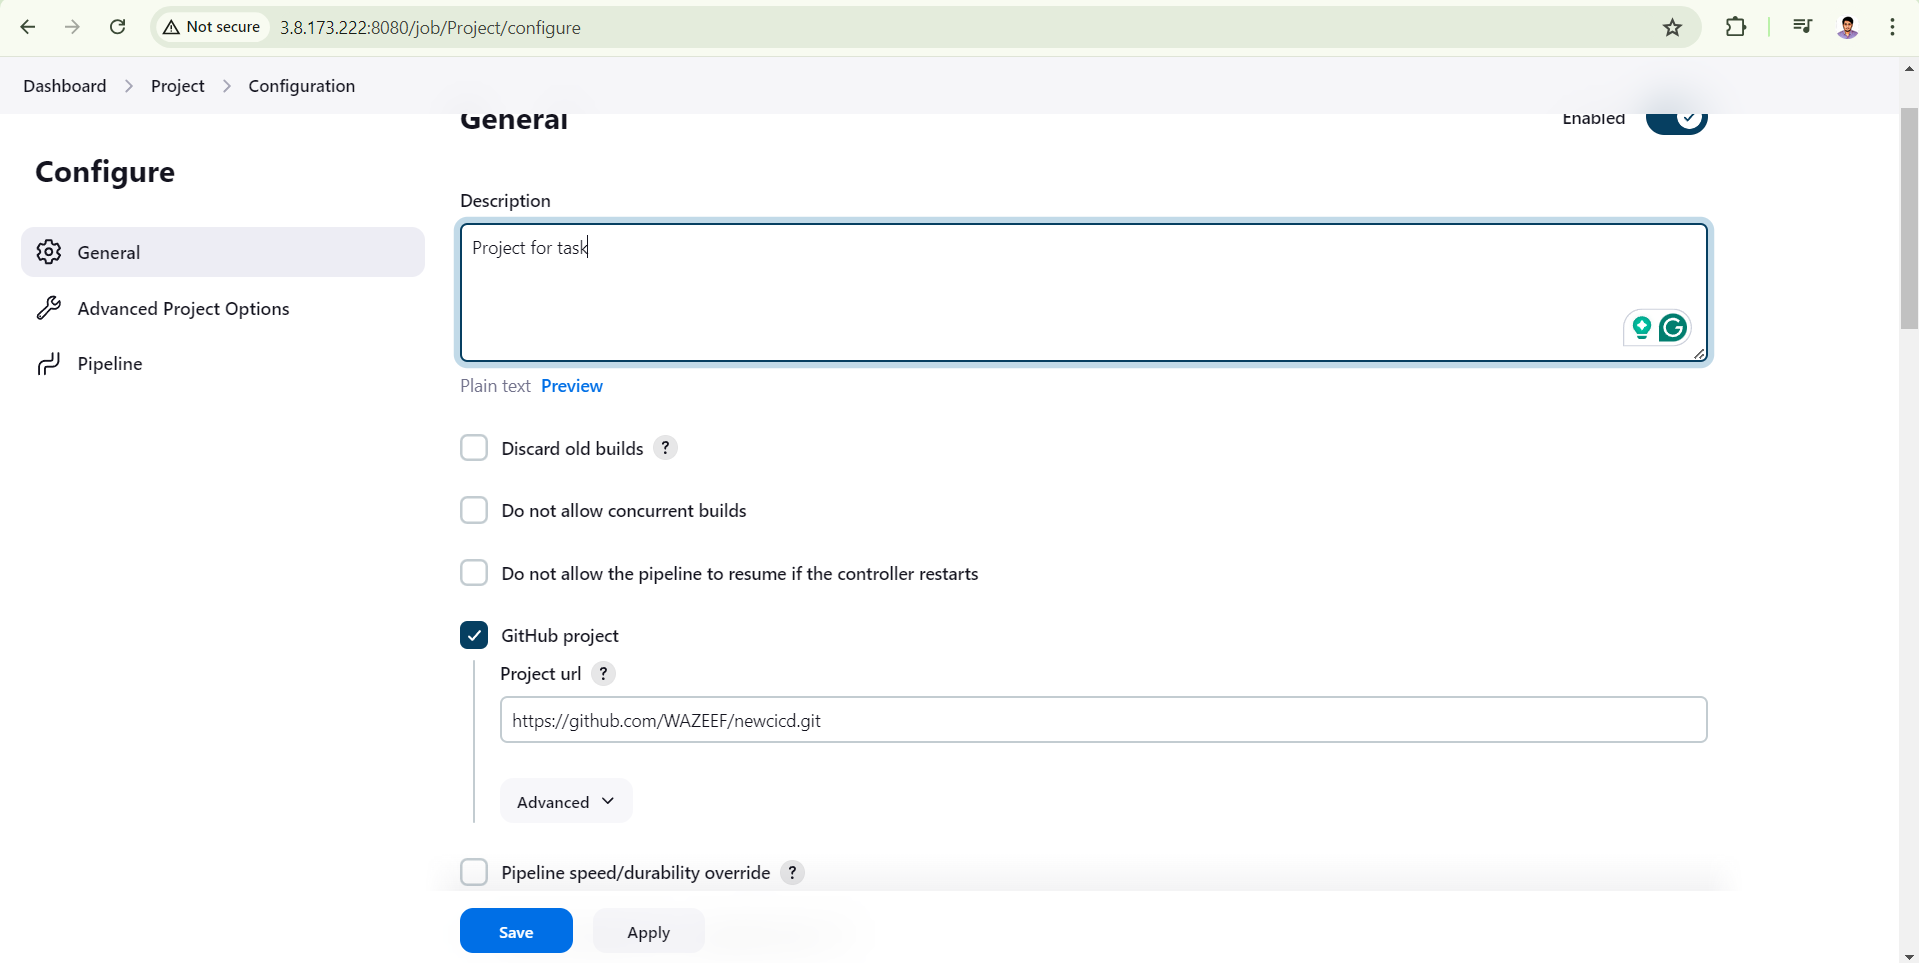 Not secure 3.8.173.222:8080/job/Project/configure
Dashboard Project Configuration
General
Enabled
Configure
Description
General
Project for task
Advanced Project Options
Pipeline
Plain text Preview
Discard old builds ?
Do not allow concurrent builds
Do not allow the pipeline to resume if the controller restarts
GitHub project
Project url ?
https://github.com/WAZEEF/newcicd.git
Advanced
Pipeline speed/durability override ?
Save Apply